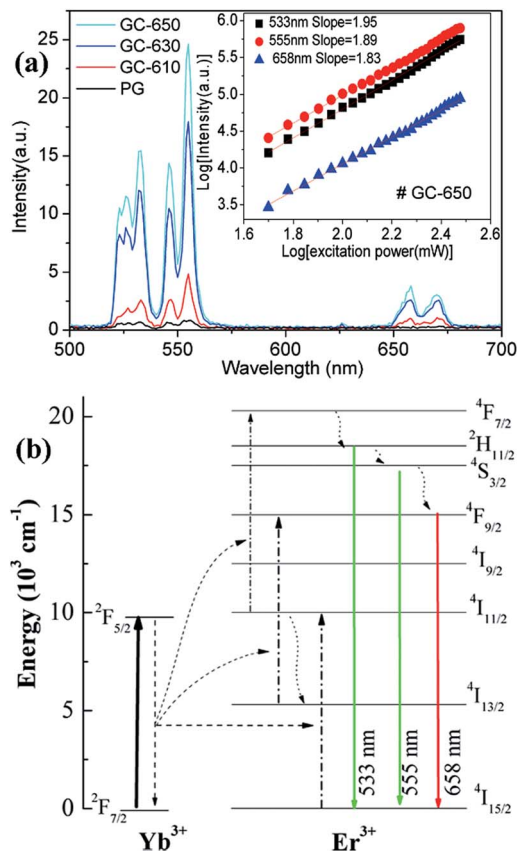 (a)
GC-650
GC-630
GC-610
PG
Intensity(a.u.)
30
25
20
15
10
5
0
500 550 600 650 700
Wavelength (nm)
533nm Slope=1.95
555nm Slope=1.89
658nm Slope=1.83
# GC-650
Log[Intensity(a.u.)]
6.0
5.5
5.0
4.5
4.0
3.5
1.6 1.8 2.0 2.2 2.4 2.6
Log[excitation power(mW)]
(b)
Energy (10³ cm⁻¹)
20
15
10
5
0
²F₅/₂
²F₇/₂
Yb³⁺
⁴F₇/₂
²H₁₁/₂
⁴S₃/₂
⁴F₉/₂
⁴I₉/₂
⁴I₁₁/₂
⁴I₁₃/₂
⁴I₁₅/₂
533 nm
555 nm
658 nm
Er³⁺